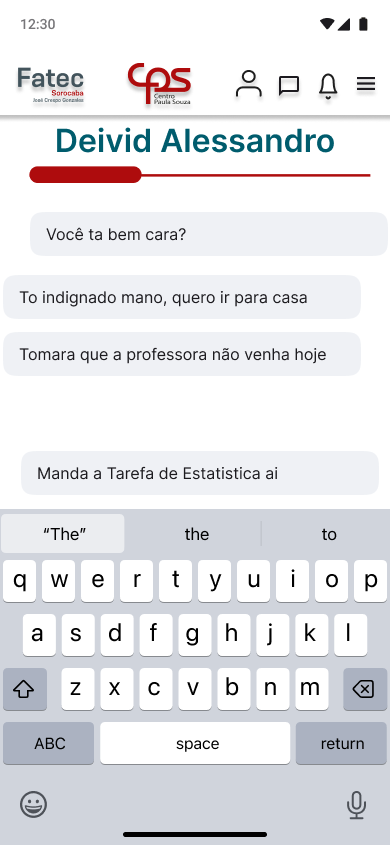 12:30
Fatec
Sorocaba
José Crespo Gonzales
CPS
Centro
Paula Souza
Deivid Alessandro
Você ta bem cara?
To indignado mano, quero ir para casa
Tomara que a professora não venha hoje
Manda a Tarefa de Estatistica ai
“The” the to
q w e r t y u i o p
a s d f g h j k l
z x c v b n m
ABC space return